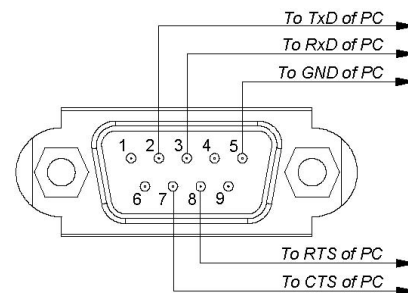 To TxD of PC
To RxD of PC
To GND of PC
1 2 3 4 5
6 7 8 9
To RTS of PC
To CTS of PC